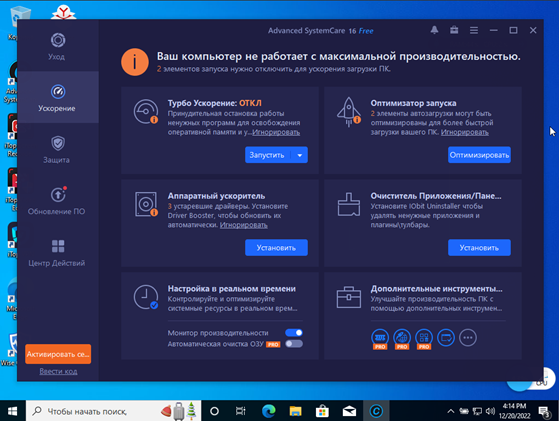 Advanced SystemCare 16 Free
Уход
Ускорение
Защита
Обновление ПО
Центр Действий
Активировать се...
Ввести код
Ваш компьютер не работает с максимальной производительностью.
2 элементов запуска нужно отключить для ускорения загрузки ПК.
Турбо Ускорение: ОТКЛ
Принудительная остановка работы
ненужных программ для освобождения
оперативной памяти и у...Игнорировать
Запустить
Оптимизатор запуска
2 элементы автозагрузки могут быть
оптимизированы для более быстрой
загрузки вашего ПК. Игнорировать
Оптимизировать
Аппаратный ускоритель
3 устаревшие драйверы. Установите
Driver Booster, чтобы обновить их
автоматически. Игнорировать
Установить
Очиститель Приложения/Пане...
Установите IObit Uninstaller чтобы
удалять ненужные приложения и
плагины\тулбары.
Установить
Настройка в реальном времени
Контролируйте и оптимизируйте
системные ресурсы в реальном врем...
Монитор производительности
Автоматическая очистка ОЗУ PRO
Дополнительные инструменты...
Улучшайте производительность ПК с
помощью дополнительных инструмент...
PRO PRO PRO
CPU
Чтобы начать поиск,
4:14 PM
12/20/2022
3